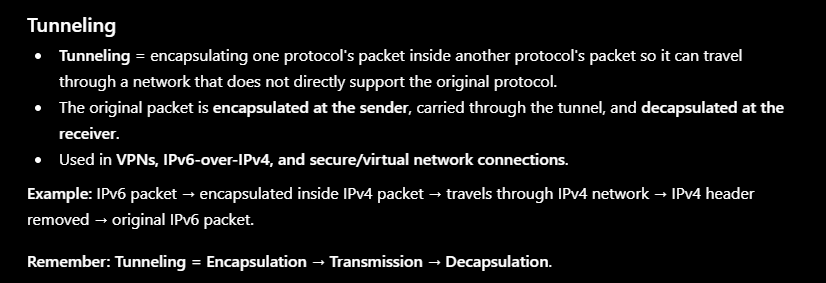 Tunneling
• Tunneling = encapsulating one protocol's packet inside another protocol's packet so it can travel
through a network that does not directly support the original protocol.
• The original packet is encapsulated at the sender, carried through the tunnel, and decapsulated at the
receiver.
• Used in VPNs, IPv6-over-IPv4, and secure/virtual network connections.
Example: IPv6 packet → encapsulated inside IPv4 packet → travels through IPv4 network → IPv4 header
removed → original IPv6 packet.
Remember: Tunneling = Encapsulation → Transmission → Decapsulation.